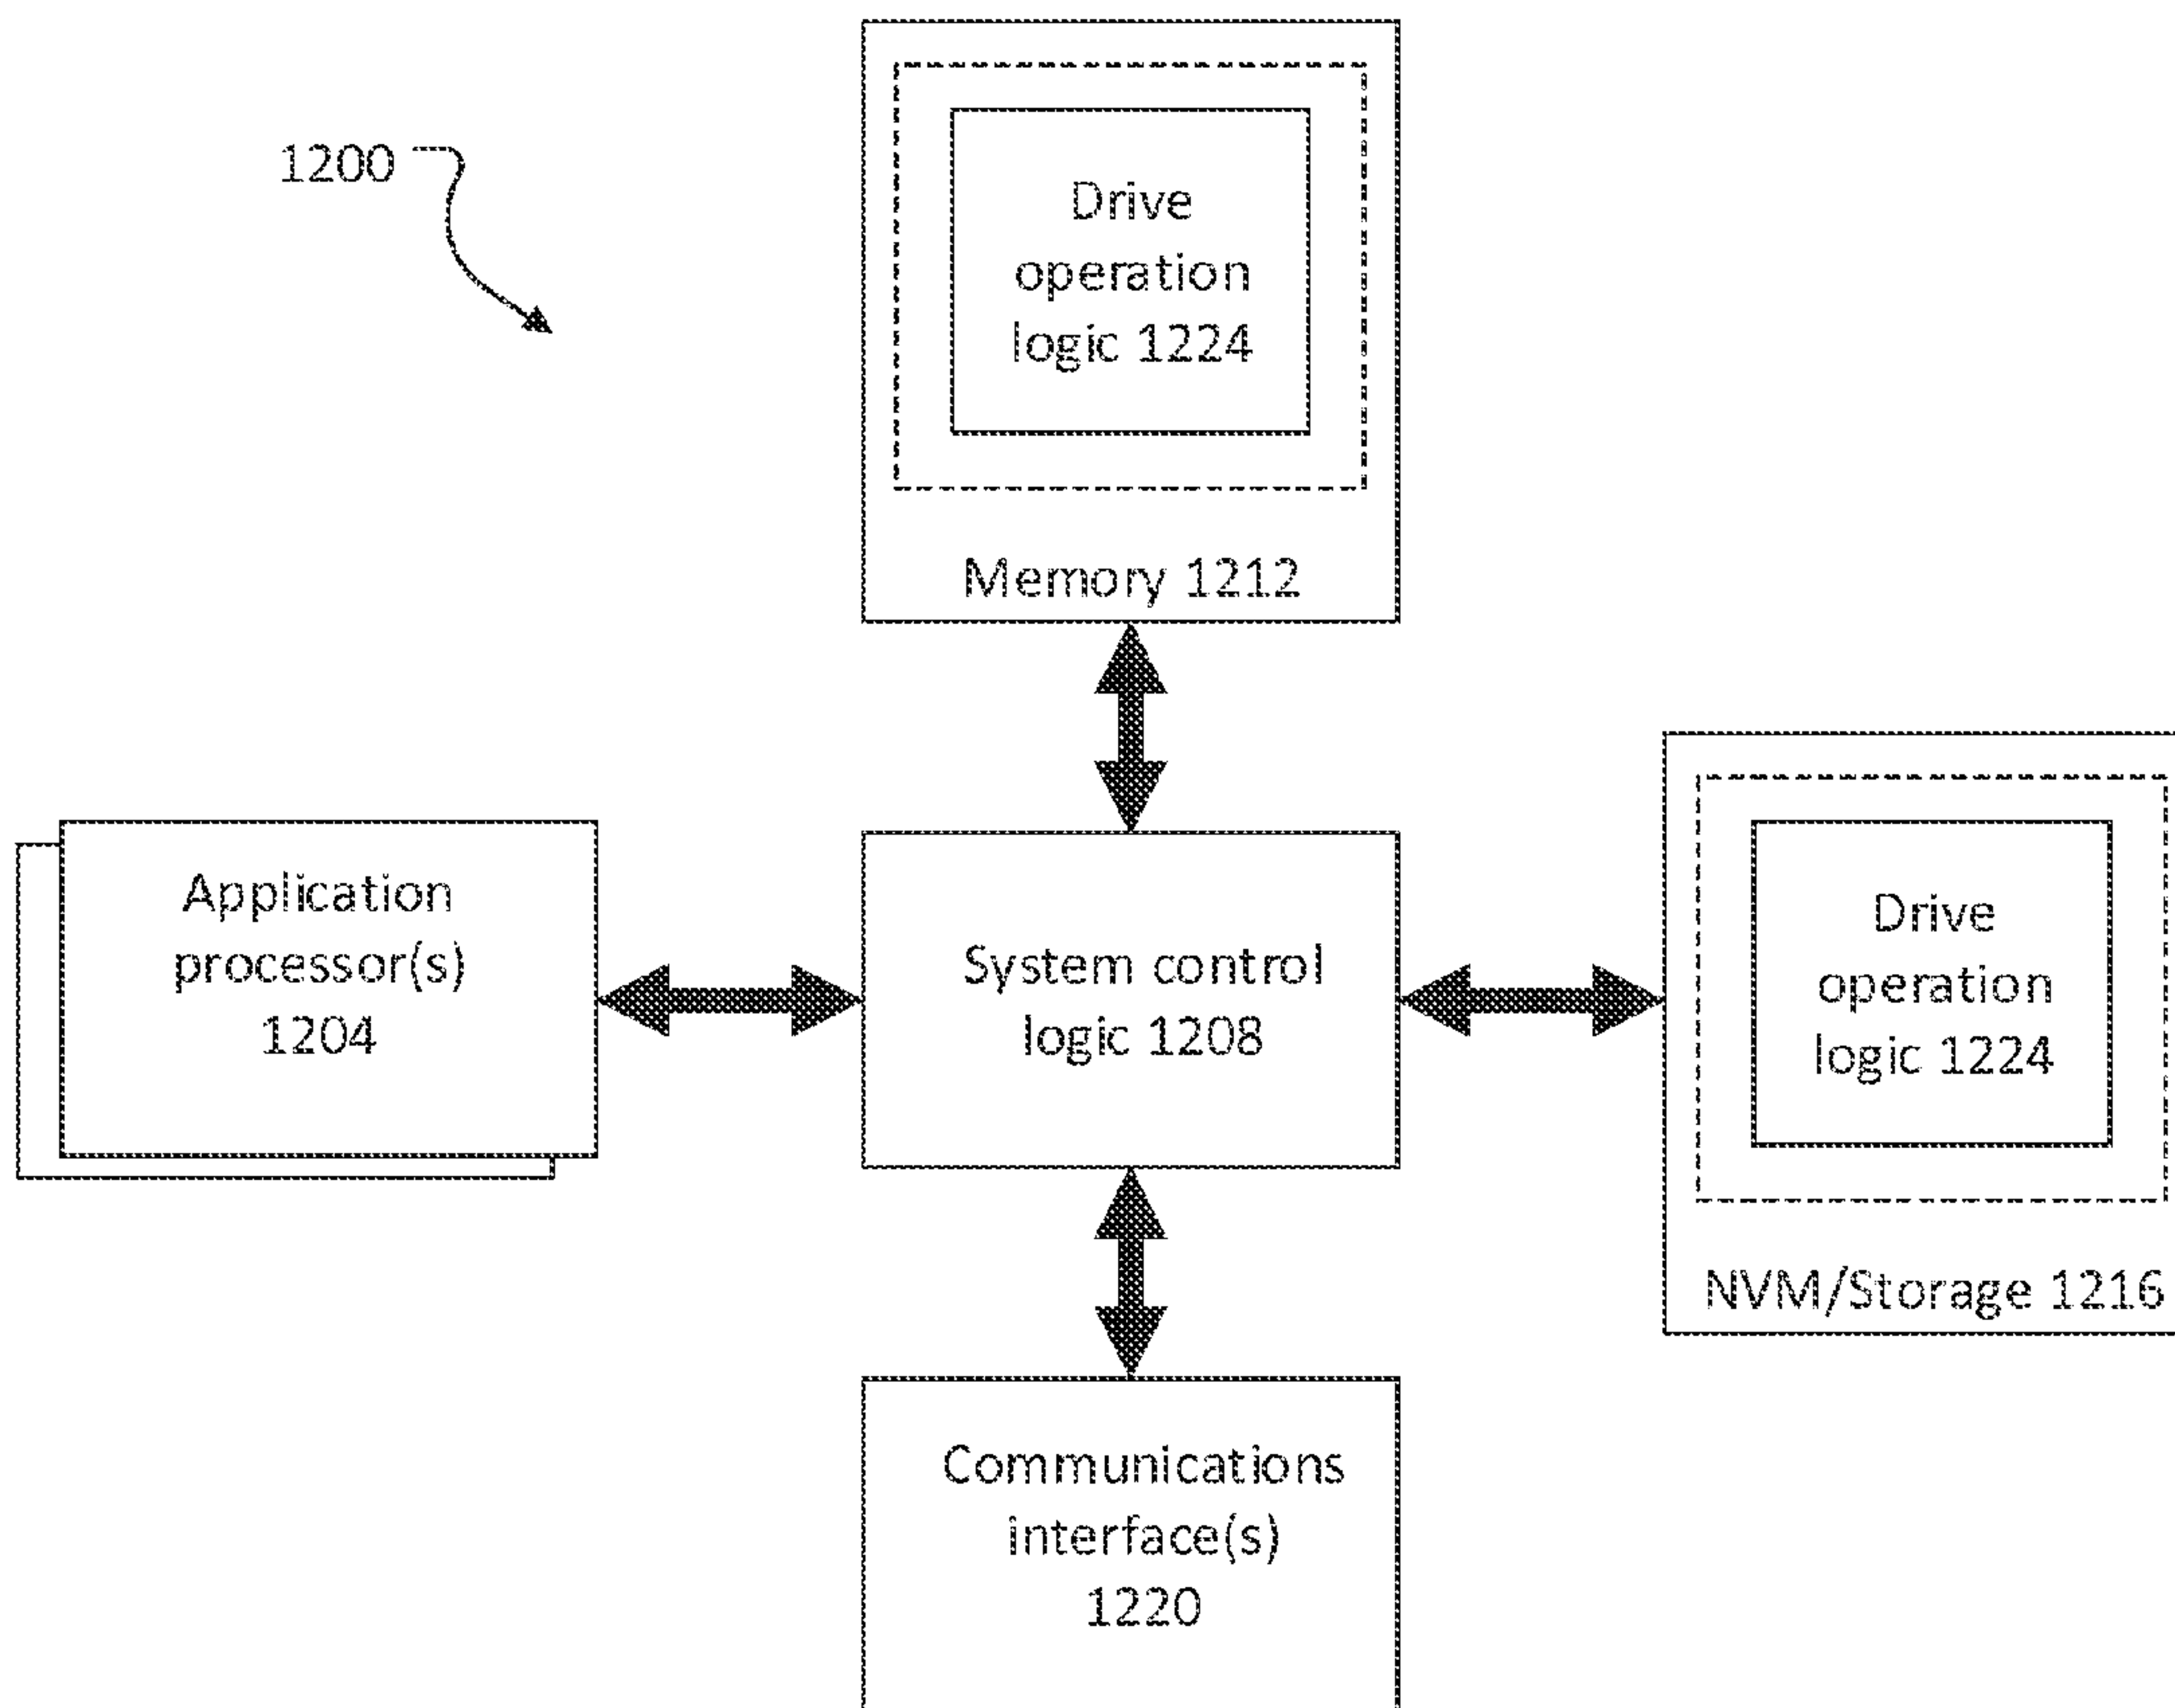 1200
Drive
operation
logic 1224
Memory 1212
Application
processor(s)
1204
System control
logic 1208
Drive
operation
logic 1224
NVM/Storage 1216
Communications
interface(s)
1220